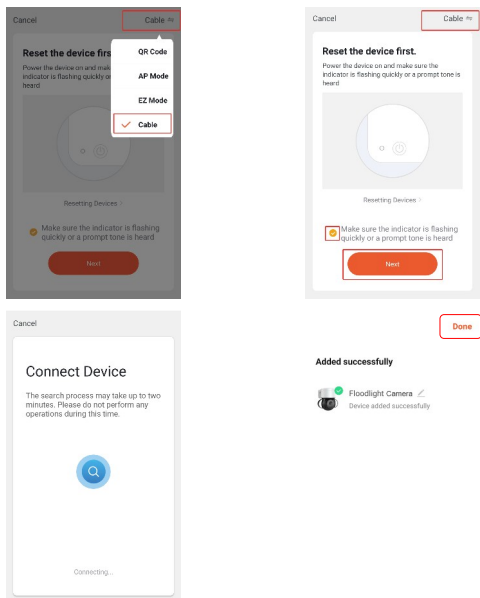 Cancel
Cable ⇋
QR Code
AP Mode
EZ Mode
Cable
Reset the device firs
Power the device on and mak
indicator is flashing quickly or
heard
Resetting Devices >
Make sure the indicator is flashing
quickly or a prompt tone is heard
Next
Cancel
Cable ⇋
Reset the device first.
Power the device on and make sure the
indicator is flashing quickly or a prompt tone is
heard
Resetting Devices >
Make sure the indicator is flashing
quickly or a prompt tone is heard
Next
Cancel
Connect Device
The search process may take up to two
minutes. Please do not perform any
operations during this time.
Connecting...
Done
Added successfully
Floodlight Camera
Device added successfully